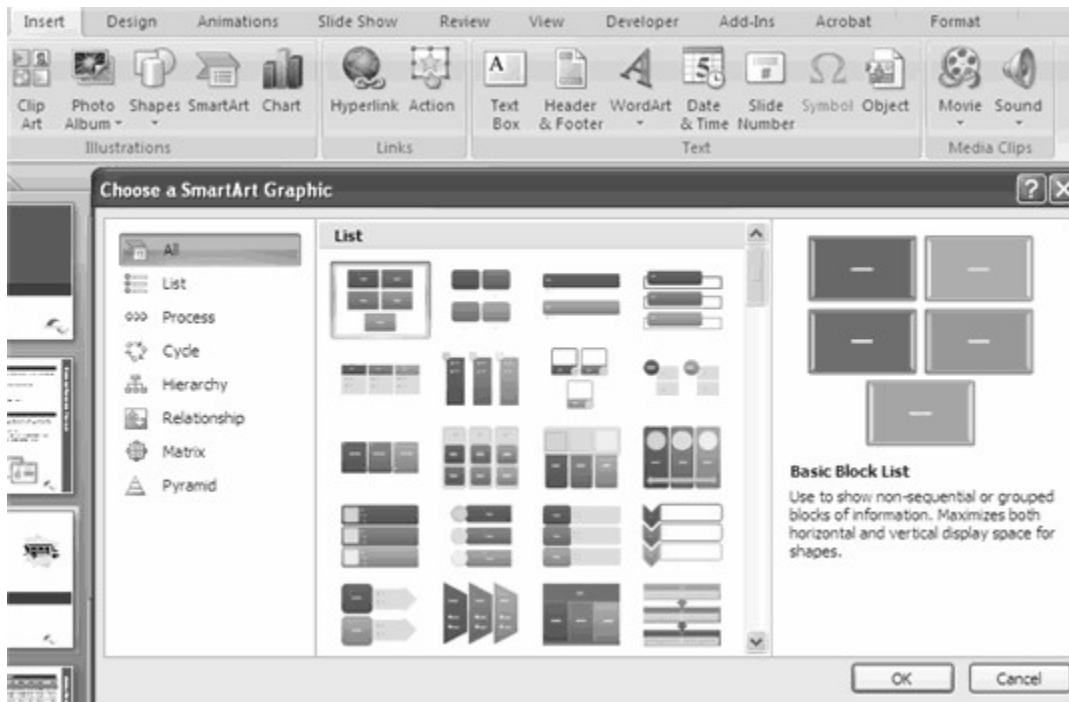 Insert Design Animations Slide Show Review View Developer Add-Ins Acrobat Format
Clip Art Photo Album Shapes SmartArt Chart Hyperlink Action Text Box Header & Footer WordArt Date & Time Slide Number Symbol Object Movie Sound
Illustrations Links Text Media Clips
Choose a SmartArt Graphic
All
List
Process
Cycle
Hierarchy
Relationship
Matrix
Pyramid
List
Basic Block List
Use to show non-sequential or grouped
blocks of information. Maximizes both
horizontal and vertical display space for
shapes.
OK Cancel